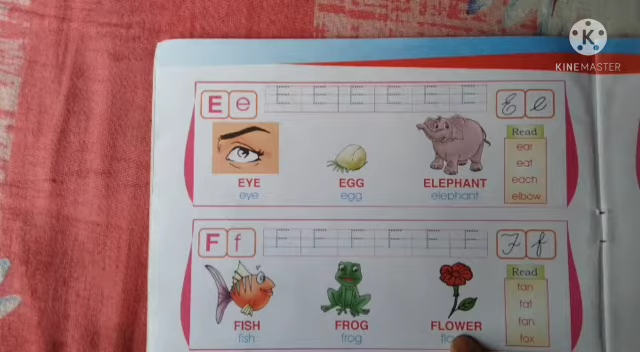 K
KINEMASTER
E e E E E E E E E e
EYE EGG ELEPHANT
eye egg elephant
Read
ear
eat
each
elbow
F f F F F F F F F f
FISH FROG FLOWER
fish frog
Read
fat
fan
fox